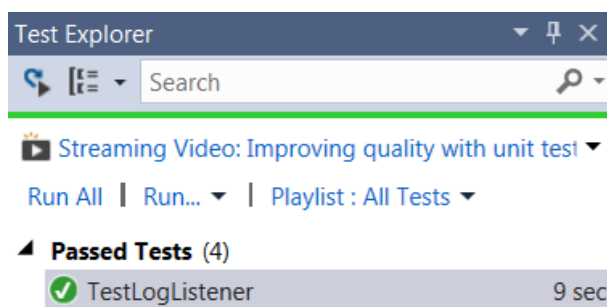 Test Explorer
Search
Streaming Video: Improving quality with unit test
Run All | Run... | Playlist : All Tests
Passed Tests (4)
TestLogListener 9 sec